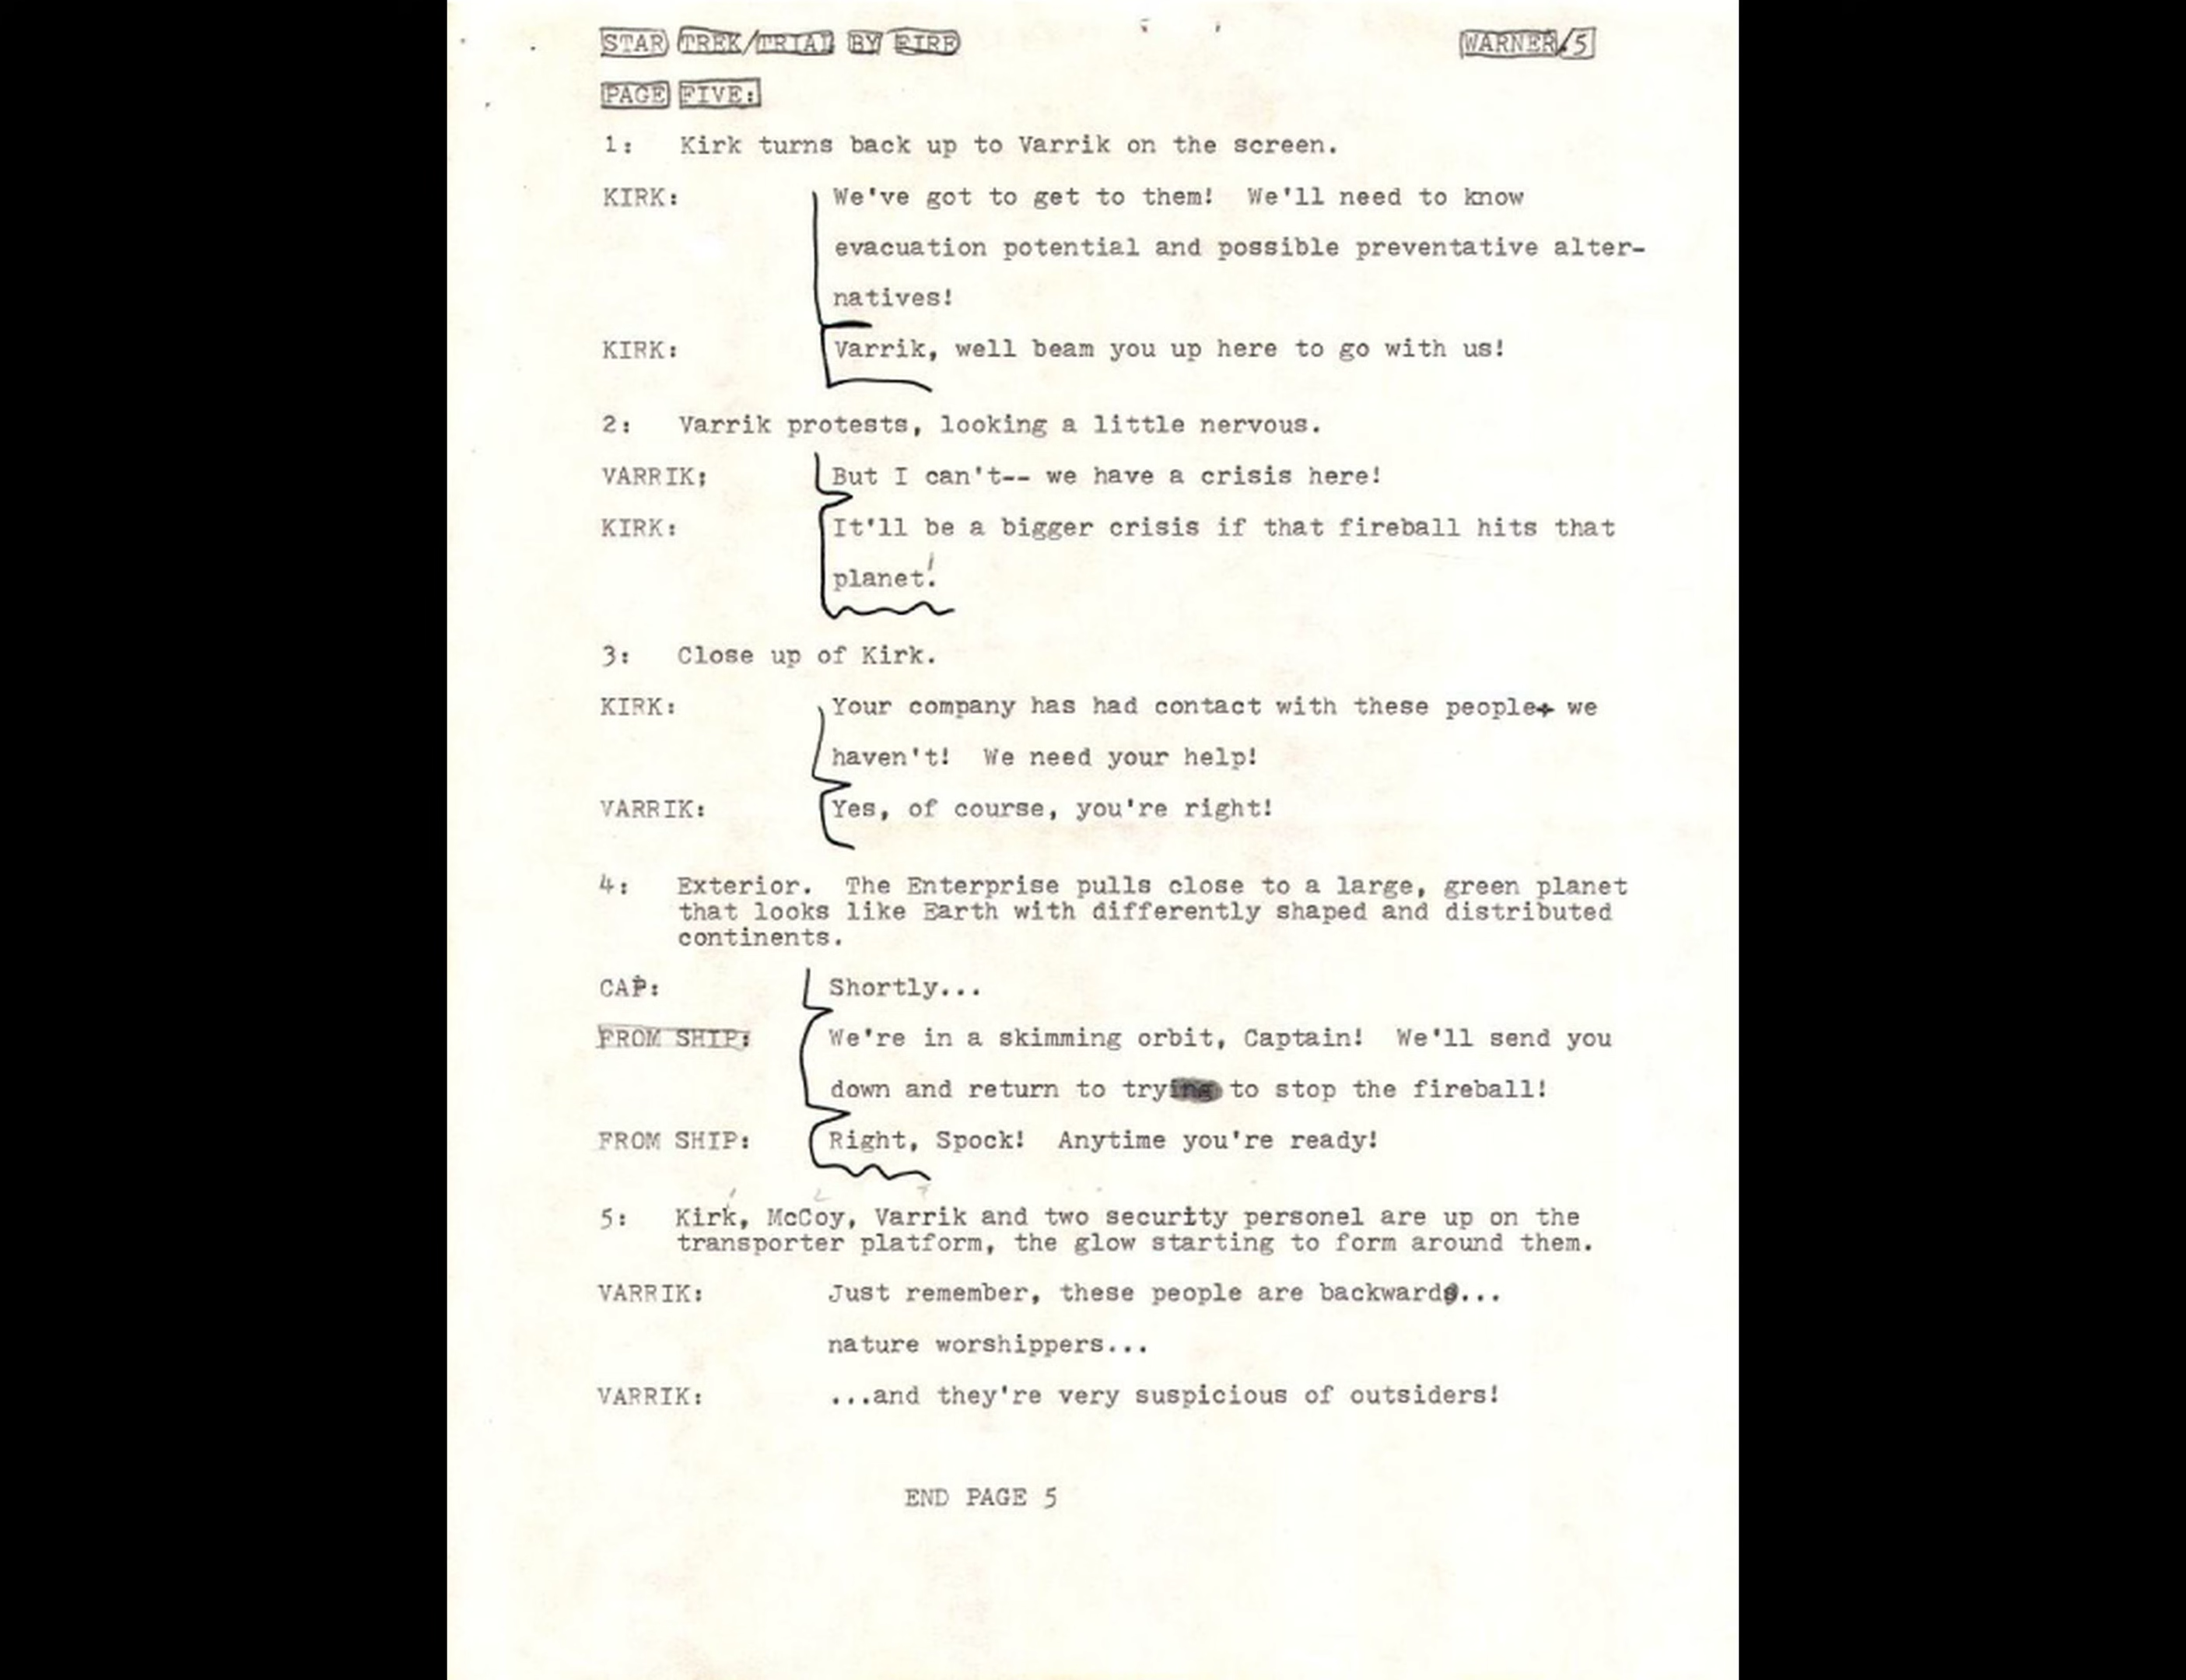 STAR TREK/TRIAL BY FIRE WARNER/5
PAGE FIVE:
1: Kirk turns back up to Varrik on the screen.
KIRK: We've got to get to them! We'll need to know
evacuation potential and possible preventative alter-
natives!
KIRK: Varrik, well beam you up here to go with us!
2: Varrik protests, looking a little nervous.
VARRIK; But I can't-- we have a crisis here!
KIRK: It'll be a bigger crisis if that fireball hits that
planet!
3: Close up of Kirk.
KIRK: Your company has had contact with these people, we
haven't! We need your help!
VARRIK: Yes, of course, you're right!
4: Exterior. The Enterprise pulls close to a large, green planet
that looks like Earth with differently shaped and distributed
continents.
CAP: Shortly...
FROM SHIP: We're in a skimming orbit, Captain! We'll send you
down and return to trying to stop the fireball!
FROM SHIP: Right, Spock! Anytime you're ready!
5: Kirk, McCoy, Varrik and two security personel are up on the
transporter platform, the glow starting to form around them.
VARRIK: Just remember, these people are backwards...
nature worshippers...
VARRIK: ...and they're very suspicious of outsiders!
END PAGE 5